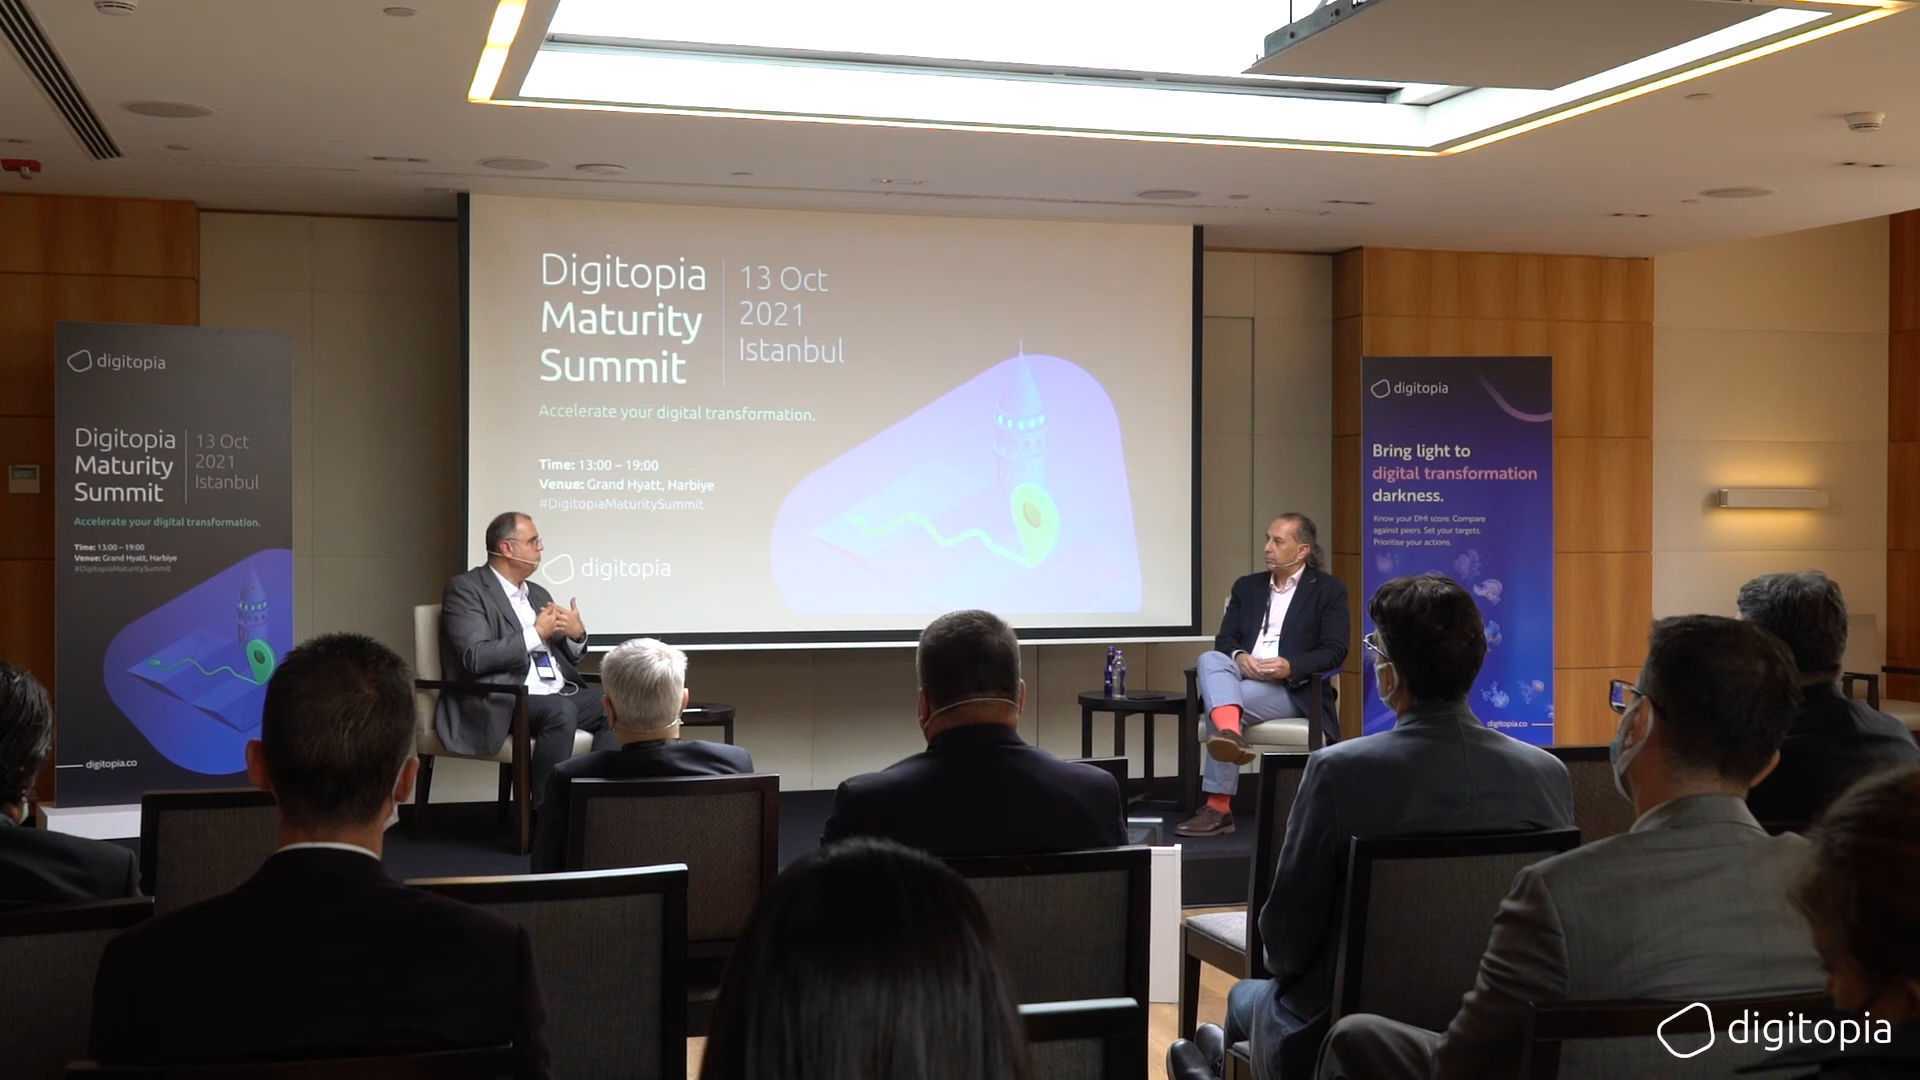 digitopia
Digitopia
Maturity
Summit
13 Oct
2021
Istanbul
Accelerate your digital transformation.
Time: 13:00 – 19:00
Venue: Grand Hyatt, Harbiye
#DigitopiaMaturitySummit
digitopia.co
Digitopia
Maturity
Summit
13 Oct
2021
Istanbul
Accelerate your digital transformation.
Time: 13:00 – 19:00
Venue: Grand Hyatt, Harbiye
#DigitopiaMaturitySummit
digitopia
digitopia
Bring light to
digital transformation
darkness.
Know your DMI score. Compare
against peers. Set your targets.
Prioritise your actions.
digitopia.co
digitopia